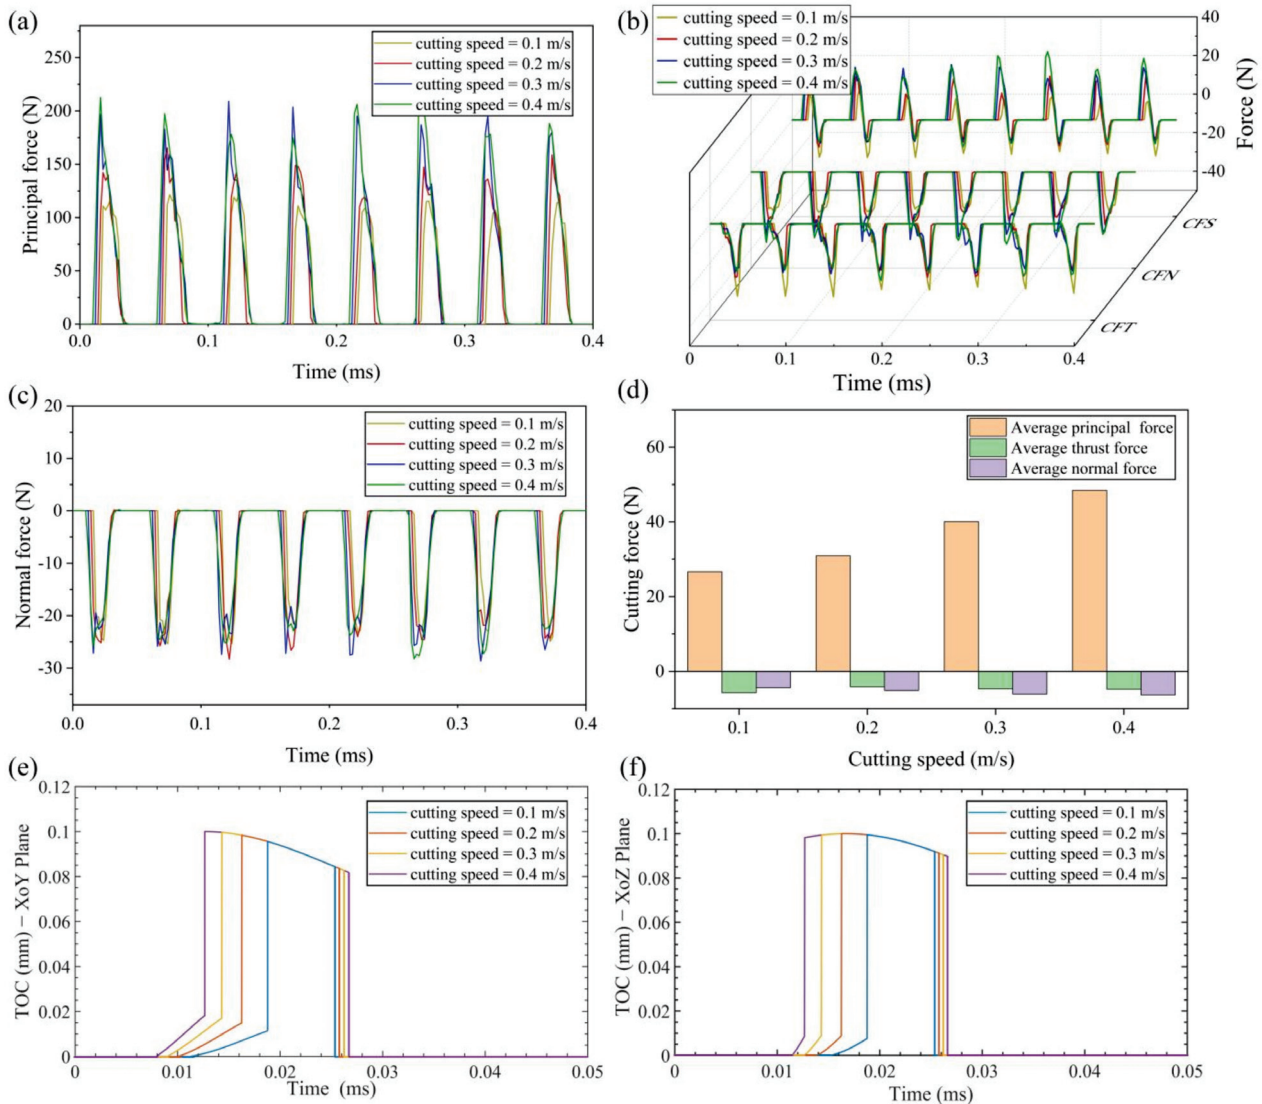 (a)
250
200
150
100
50
0
Principal force (N)
cutting speed = 0.1 m/s
cutting speed = 0.2 m/s
cutting speed = 0.3 m/s
cutting speed = 0.4 m/s
0.0 0.1 0.2 0.3 0.4
Time (ms)
(b)
cutting speed = 0.1 m/s
cutting speed = 0.2 m/s
cutting speed = 0.3 m/s
cutting speed = 0.4 m/s
40
20
0
-20
-40
Force (N)
CFS
CFN
CFT
0 0.1 0.2 0.3 0.4
Time (ms)
(c)
20
10
0
-10
-20
-30
Normal force (N)
cutting speed = 0.1 m/s
cutting speed = 0.2 m/s
cutting speed = 0.3 m/s
cutting speed = 0.4 m/s
0.0 0.1 0.2 0.3 0.4
Time (ms)
(d)
60
40
20
0
Cutting force (N)
Average principal force
Average thrust force
Average normal force
0.1 0.2 0.3 0.4
Cutting speed (m/s)
(e)
0.12
0.1
0.08
0.06
0.04
0.02
0
TOC (mm) − XoY Plane
cutting speed = 0.1 m/s
cutting speed = 0.2 m/s
cutting speed = 0.3 m/s
cutting speed = 0.4 m/s
0 0.01 0.02 0.03 0.04 0.05
Time (ms)
(f)
0.12
0.1
0.08
0.06
0.04
0.02
0
TOC (mm) − XoZ Plane
cutting speed = 0.1 m/s
cutting speed = 0.2 m/s
cutting speed = 0.3 m/s
cutting speed = 0.4 m/s
0 0.01 0.02 0.03 0.04 0.05
Time (ms)